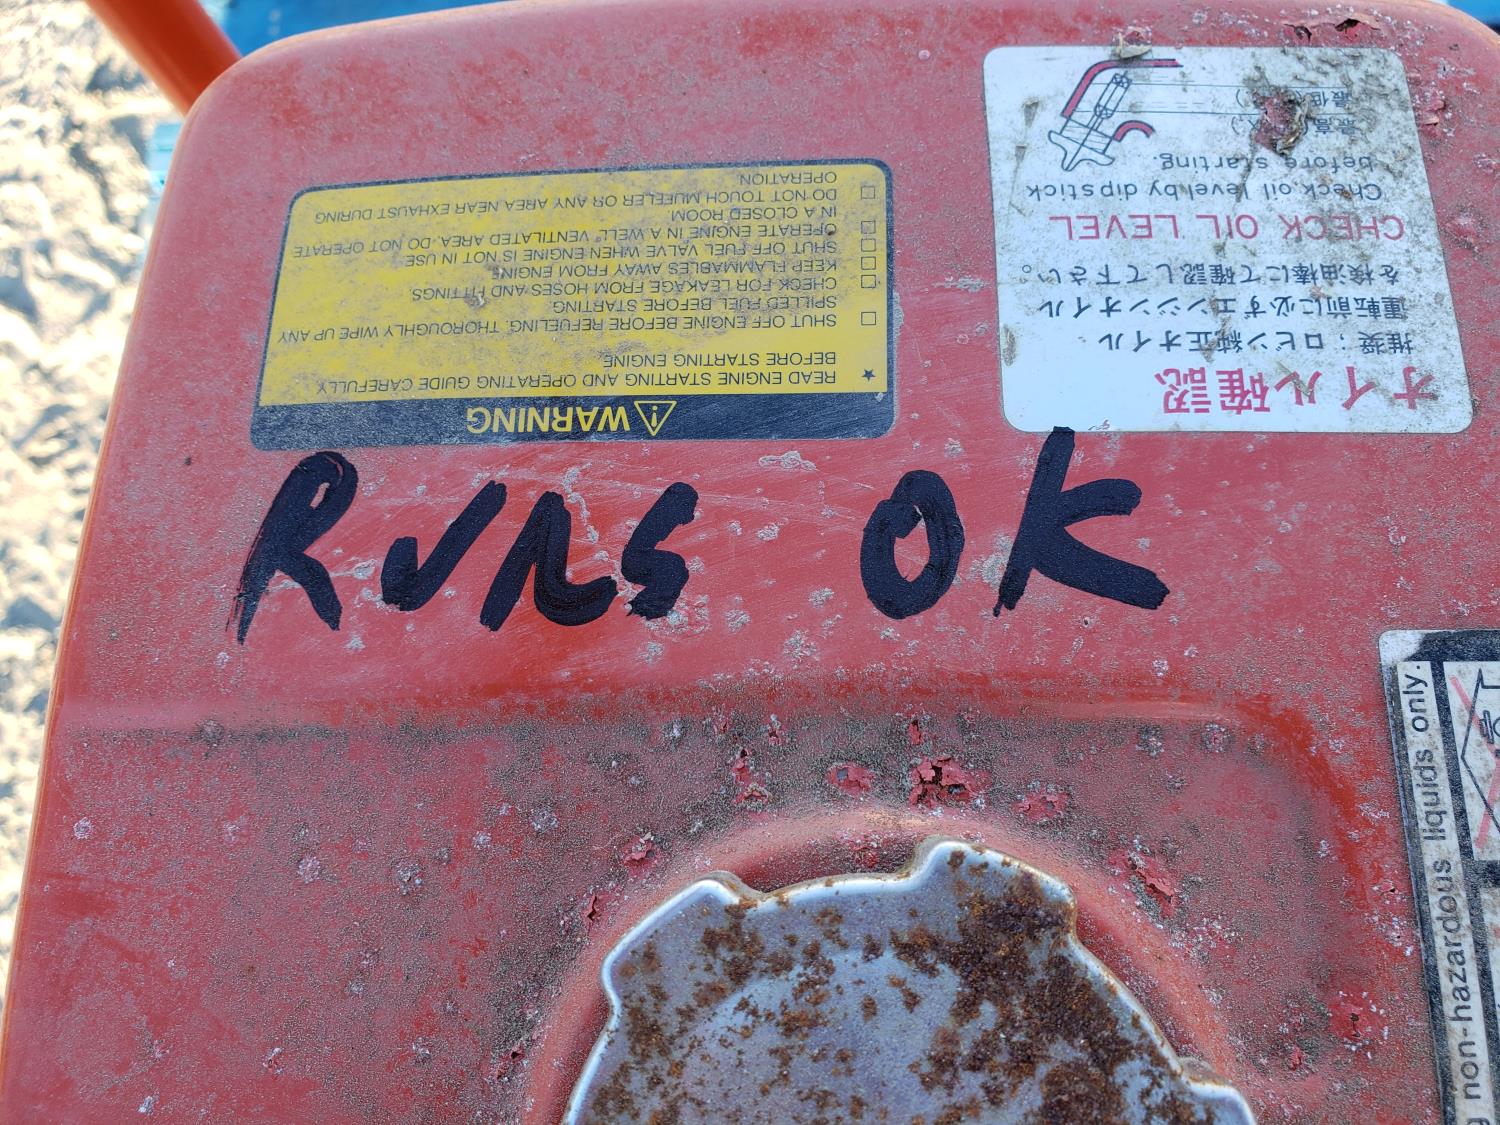 RUNS OK
⚠WARNING
★ READ ENGINE STARTING AND OPERATING GUIDE CAREFULLY
BEFORE STARTING ENGINE
□ SHUT OFF ENGINE BEFORE REFUELING, THOROUGHLY WIPE UP ANY
SPILLED FUEL BEFORE STARTING.
□ CHECK FOR LEAKAGE FROM HOSES AND FITTINGS.
□ KEEP FLAMMABLES AWAY FROM ENGINE
□ SHUT OFF FUEL VALVE WHEN ENGINE IS NOT IN USE.
□ OPERATE ENGINE IN A WELL VENTILATED AREA. DO NOT OPERATE
IN A CLOSED ROOM.
□ DO NOT TOUCH MUFFLER OR ANY AREA NEAR EXHAUST DURING
OPERATION.
オイル確認
推奨；ロビン純正オイル
運転前に必ずエンジンオイル
を検油棒にて確認して下さい。
CHECK OIL LEVEL
Check oil level by dipstick
before starting.
最高
最低
non-hazardous liquids only.